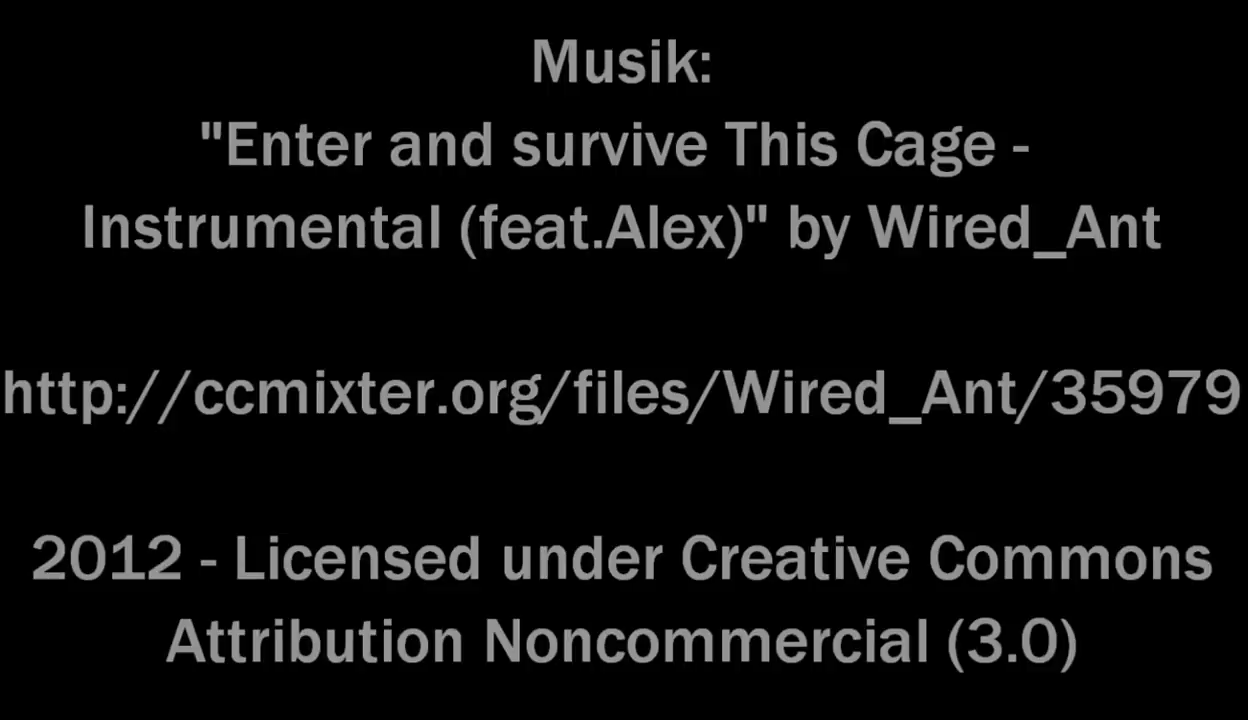 Musik:
"Enter and survive This Cage -
Instrumental (feat.Alex)" by Wired_Ant
http://ccmixter.org/files/Wired_Ant/35979
2012 - Licensed under Creative Commons
Attribution Noncommercial (3.0)